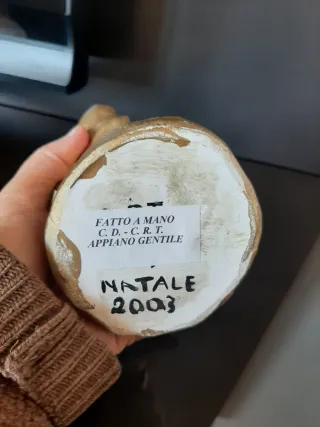 FATTO A MANO
C. D. - C. R. T.
APPIANO GENTILE
NATALE
2003